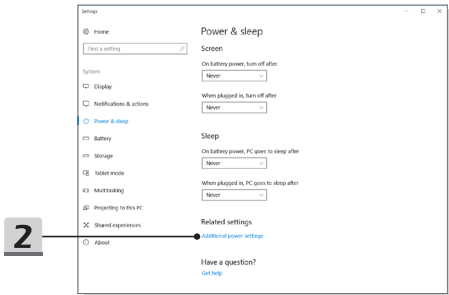 Settings
Home
Find a setting
System
Display
Notifications & actions
Power & sleep
Battery
Storage
Tablet mode
Multitasking
Projecting to this PC
Shared experiences
About
Power & sleep
Screen
On battery power, turn off after
Never
When plugged in, turn off after
Never
Sleep
On battery power, PC goes to sleep after
Never
When plugged in, PC goes to sleep after
Never
Related settings
Additional power settings
Have a question?
Get help
2